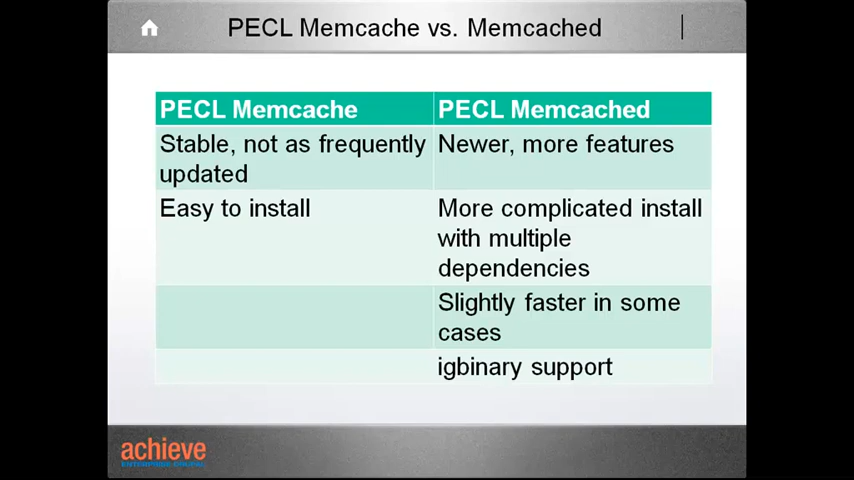 PECL Memcache vs. Memcached
PECL Memcache
PECL Memcached
Stable, not as frequently
updated
Newer, more features
Easy to install
More complicated install
with multiple
dependencies
Slightly faster in some
cases
igbinary support
achieve